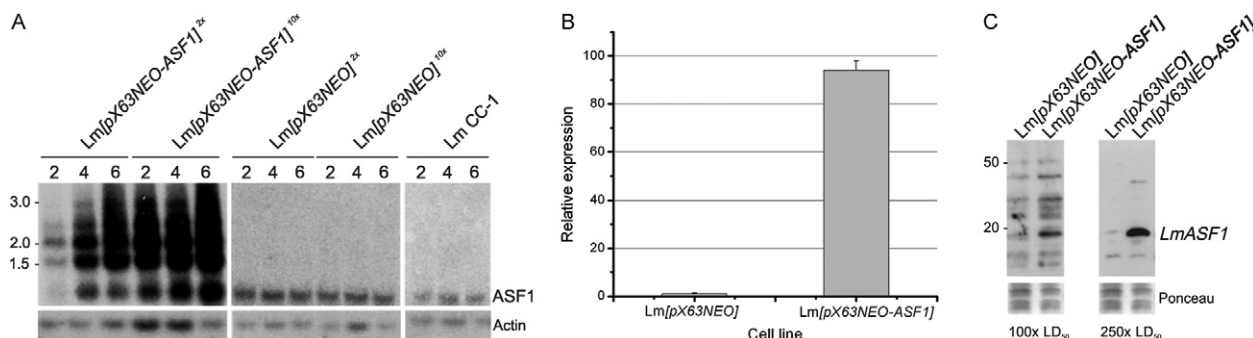 A
Lm[pX63NEO-ASF1] 2x
Lm[pX63NEO-ASF1] 10x
Lm[pX63NEO] 2x
Lm[pX63NEO] 10x
Lm CC-1
2 4 6 2 4 6 2 4 6 2 4 6 2 4 6
3.0
2.0
1.5
ASF1
Actin
B
Relative expression
100
80
60
40
20
0
Lm[pX63NEO]
Lm[pX63NEO-ASF1]
Cell line
C
Lm[pX63NEO]
Lm[pX63NEO-ASF1]
Lm[pX63NEO]
Lm[pX63NEO-ASF1]
50
20
LmASF1
Ponceau
100x LD50
250x LD50